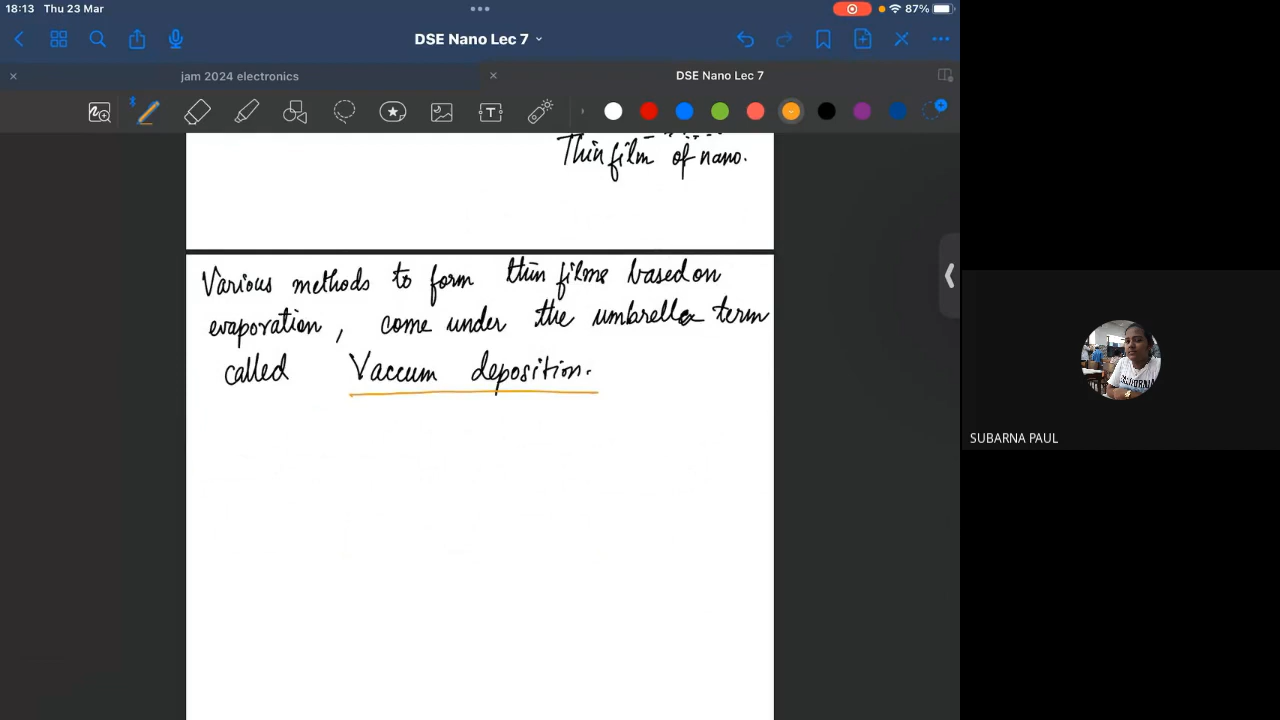 18:13 Thu 23 Mar
87%
DSE Nano Lec 7
jam 2024 electronics
DSE Nano Lec 7
Thin film of nano.
Various methods to form thin films based on
evaporation, come under the umbrella term
called Vaccum deposition.
SUBARNA PAUL